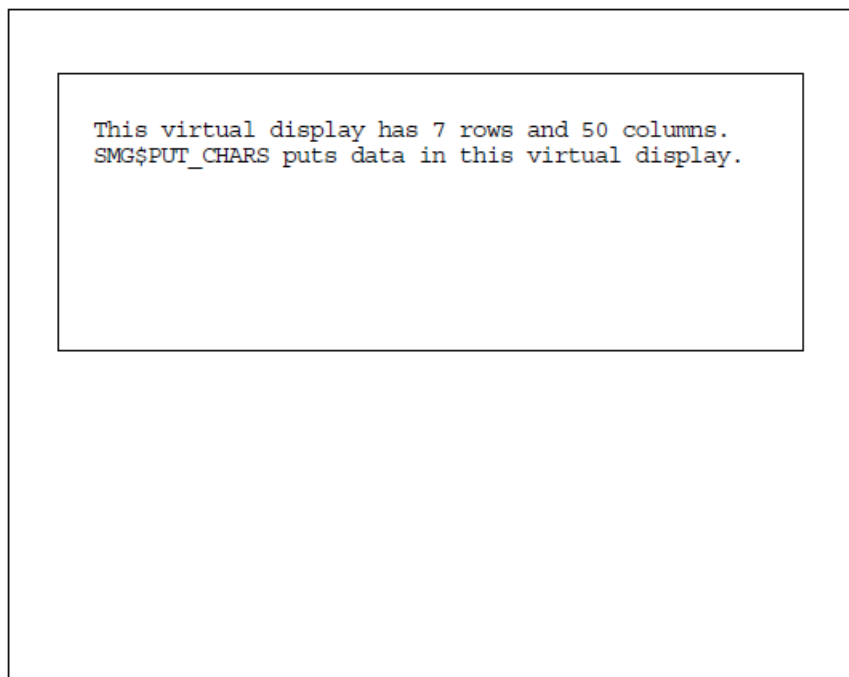 This virtual display has 7 rows and 50 columns.
SMG$PUT_CHARS puts data in this virtual display.